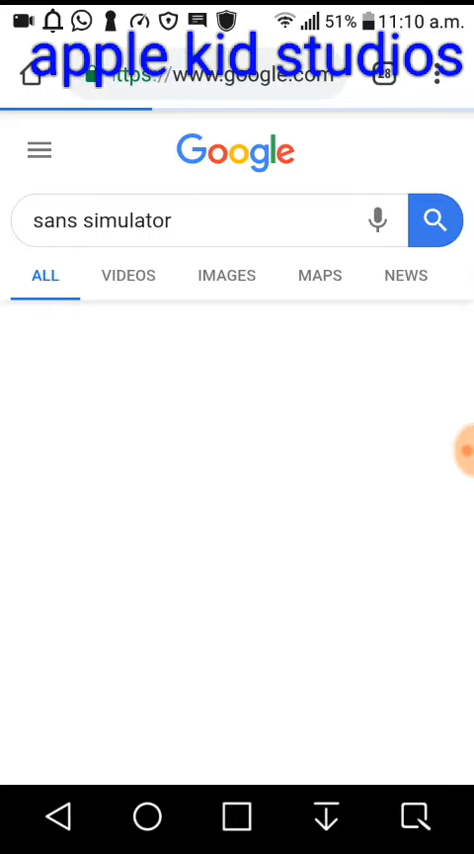 51% 11:10 a.m.
apple kid studios
https://www.google.com 28
Google
sans simulator
ALL VIDEOS IMAGES MAPS NEWS